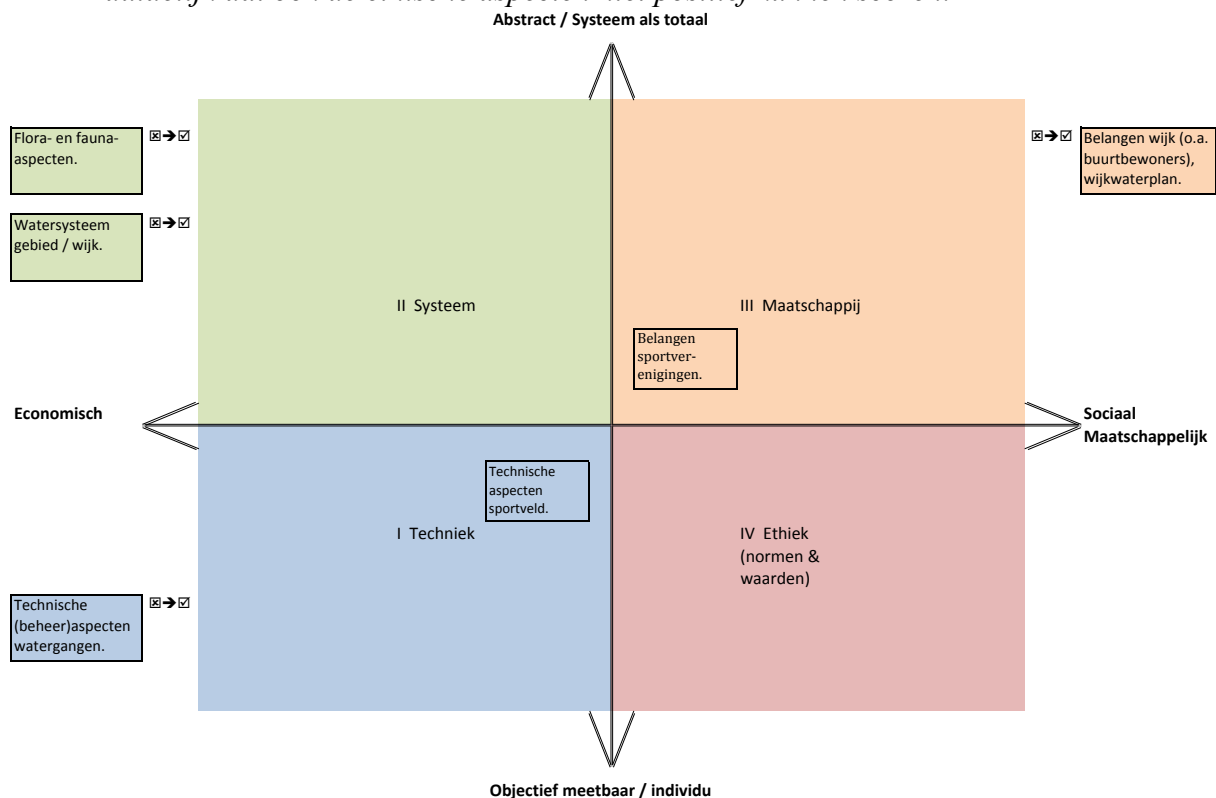 Abstract / Systeem als totaal
Flora- en fauna-
aspecten.
☒➔☑
☒➔☑
Belangen wijk (o.a.
buurtbewoners),
wijkwaterplan.
Watersysteem
gebied / wijk.
☒➔☑
II Systeem
III Maatschappij
Belangen
sportver-
enigingen.
Economisch
Sociaal
Maatschappelijk
Technische
aspecten
sportveld.
I Techniek
IV Ethiek
(normen &
waarden)
Technische
(beheer)aspecten
watergangen.
☒➔☑
Objectief meetbaar / individu